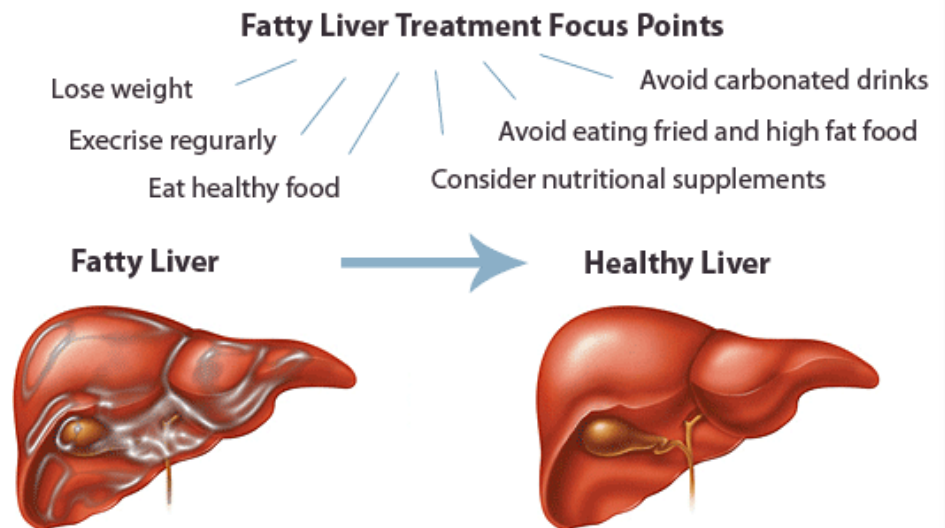 Fatty Liver Treatment Focus Points
Lose weight
Avoid carbonated drinks
Execrise regurarly
Avoid eating fried and high fat food
Eat healthy food
Consider nutritional supplements
Fatty Liver
Healthy Liver